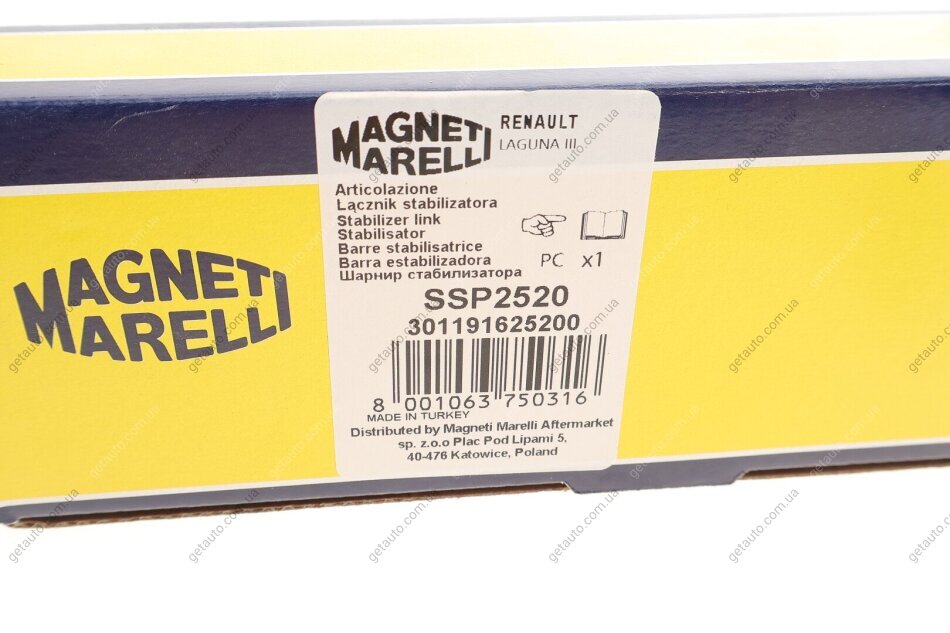 MAGNETI
MARELLI
RENAULT
LAGUNA III
Articolazione
Łącznik stabilizatora
Stabilizer link
Stabilisator
Barre stabilisatrice
Barra estabilizadora
Шарнир стабилизатора
PC x1
SSP2520
301191625200
8 001063 750316
MADE IN TURKEY
Distributed by Magneti Marelli Aftermarket
sp. z.o.o Plac Pod Lipami 5,
40-476 Katowice, Poland
MAGNETI
MARELLI
getauto.com.ua